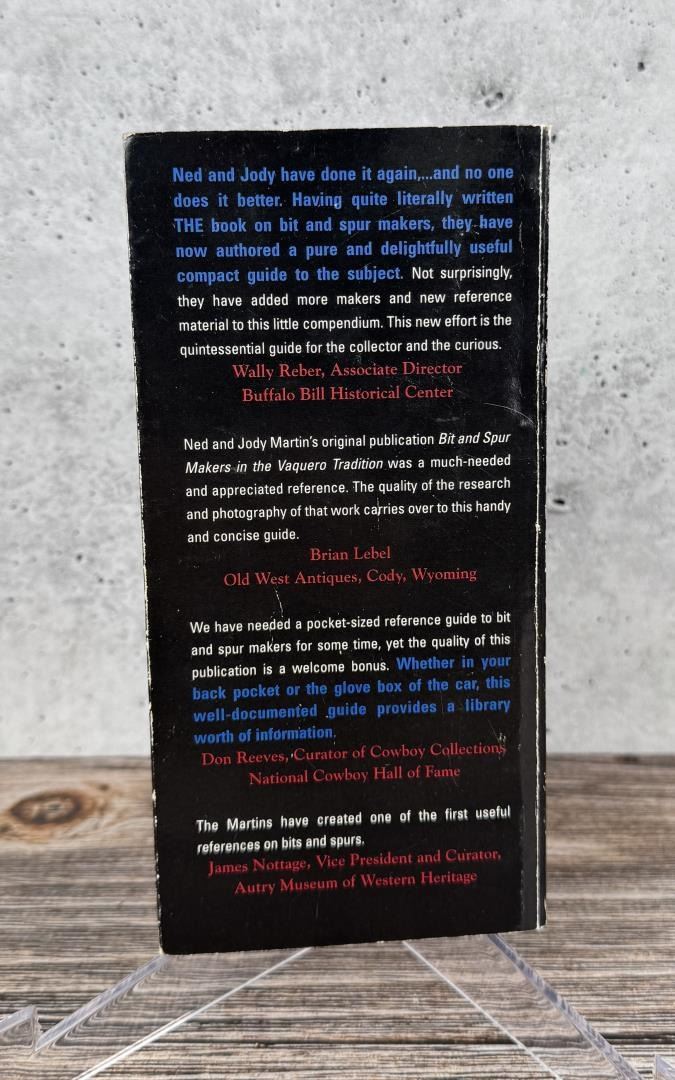 Ned and Jody have done it again,...and no one
does it better. Having quite literally written
THE book on bit and spur makers, they have
now authored a pure and delightfully useful
compact guide to the subject. Not surprisingly,
they have added more makers and new reference
material to this little compendium. This new effort is the
quintessential guide for the collector and the curious.
Wally Reber, Associate Director
Buffalo Bill Historical Center
Ned and Jody Martin's original publication Bit and Spur
Makers in the Vaquero Tradition was a much-needed
and appreciated reference. The quality of the research
and photography of that work carries over to this handy
and concise guide.
Brian Lebel
Old West Antiques, Cody, Wyoming
We have needed a pocket-sized reference guide to bit
and spur makers for some time, yet the quality of this
publication is a welcome bonus. Whether in your
back pocket or the glove box of the car, this
well-documented guide provides a library
worth of information.
Don Reeves, Curator of Cowboy Collections
National Cowboy Hall of Fame
The Martins have created one of the first useful
references on bits and spurs.
James Nottage, Vice President and Curator,
Autry Museum of Western Heritage